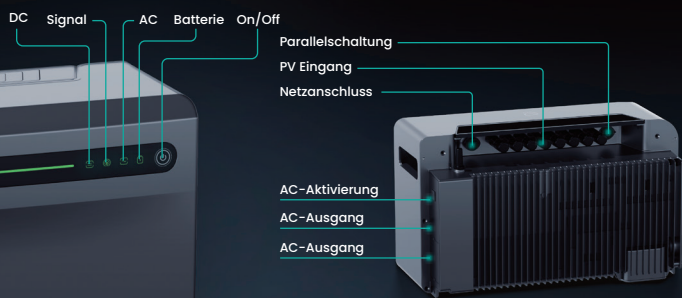 DC Signal AC Batterie On/Off
Parallelschaltung
PV Eingang
Netzanschluss
AC-Aktivierung
AC-Ausgang
AC-Ausgang